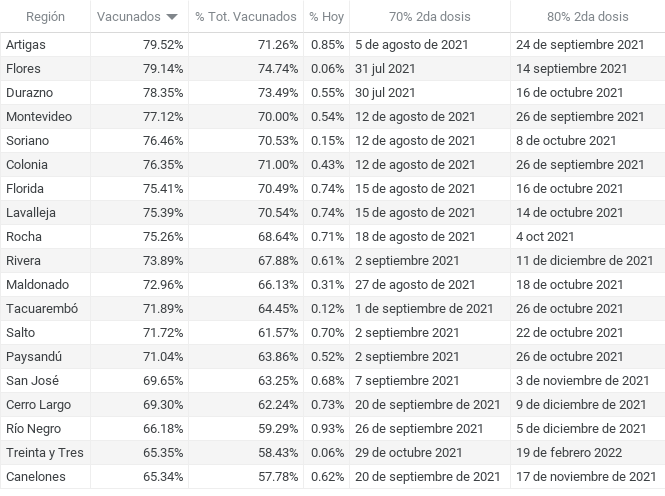 Región Vacunados % Tot. Vacunados % Hoy 70% 2da dosis 80% 2da dosis
Artigas 79.52% 71.26% 0.85% 5 de agosto de 2021 24 de septiembre 2021
Flores 79.14% 74.74% 0.06% 31 jul 2021 14 septiembre 2021
Durazno 78.35% 73.49% 0.55% 30 jul 2021 16 de octubre 2021
Montevideo 77.12% 70.00% 0.54% 12 de agosto de 2021 26 de septiembre 2021
Soriano 76.46% 70.53% 0.15% 12 de agosto de 2021 8 de octubre 2021
Colonia 76.35% 71.00% 0.43% 12 de agosto de 2021 26 de septiembre 2021
Florida 75.41% 70.49% 0.74% 15 de agosto de 2021 16 de octubre 2021
Lavalleja 75.39% 70.54% 0.74% 15 de agosto de 2021 14 de octubre 2021
Rocha 75.26% 68.64% 0.71% 18 de agosto de 2021 4 oct 2021
Rivera 73.89% 67.88% 0.61% 2 septiembre 2021 11 de diciembre de 2021
Maldonado 72.96% 66.13% 0.31% 27 de agosto de 2021 18 de octubre 2021
Tacuarembó 71.89% 64.45% 0.12% 1 de septiembre de 2021 26 de octubre 2021
Salto 71.72% 61.57% 0.70% 2 septiembre 2021 22 de octubre 2021
Paysandú 71.04% 63.86% 0.52% 2 septiembre 2021 26 de octubre 2021
San José 69.65% 63.25% 0.68% 7 septiembre 2021 3 de noviembre de 2021
Cerro Largo 69.30% 62.24% 0.73% 20 de septiembre de 2021 9 de diciembre de 2021
Río Negro 66.18% 59.29% 0.93% 26 de septiembre 2021 5 de diciembre de 2021
Treinta y Tres 65.35% 58.43% 0.06% 29 de octubre 2021 19 de febrero 2022
Canelones 65.34% 57.78% 0.62% 20 de septiembre de 2021 17 de noviembre de 2021